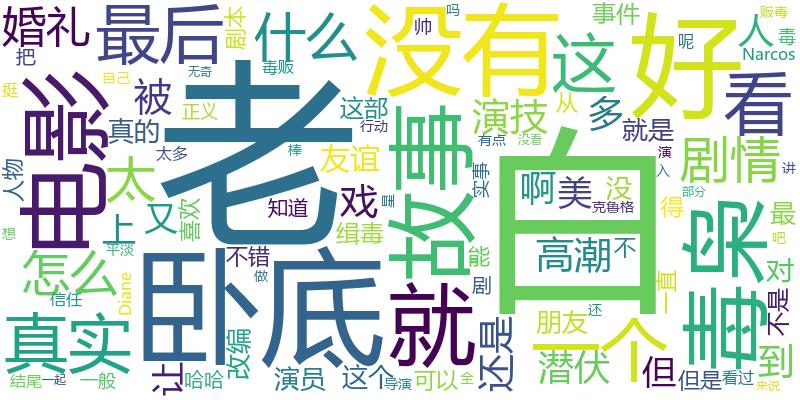 婚礼
最后
剧本
什么
没有
帅
吗
事件
好
人
贩毒
毒
呢
Narcos
把
电影
挺
自己
无奇
毒贩
被
正义
真的
老
这部
行动
故事
演技
从
这
多
就是
看
人物
太多
太
友谊
棒
有点
没看
实事
白
啊
美
没
克鲁格
演
入
剧情
讲
部分
得
最
吧
想
上
又
喜欢
知道
戏
星
不错
缉毒
能
高潮
不
一直
毒枭
对
怎么
平淡
信任
Diane
卧底
做
就
剧
还是
朋友
还
一个
不是
到
真实
改编
让
哈哈
演员
这个
导演
可以
全
潜伏
但
但是
看过
来说
结尾
一起
一般